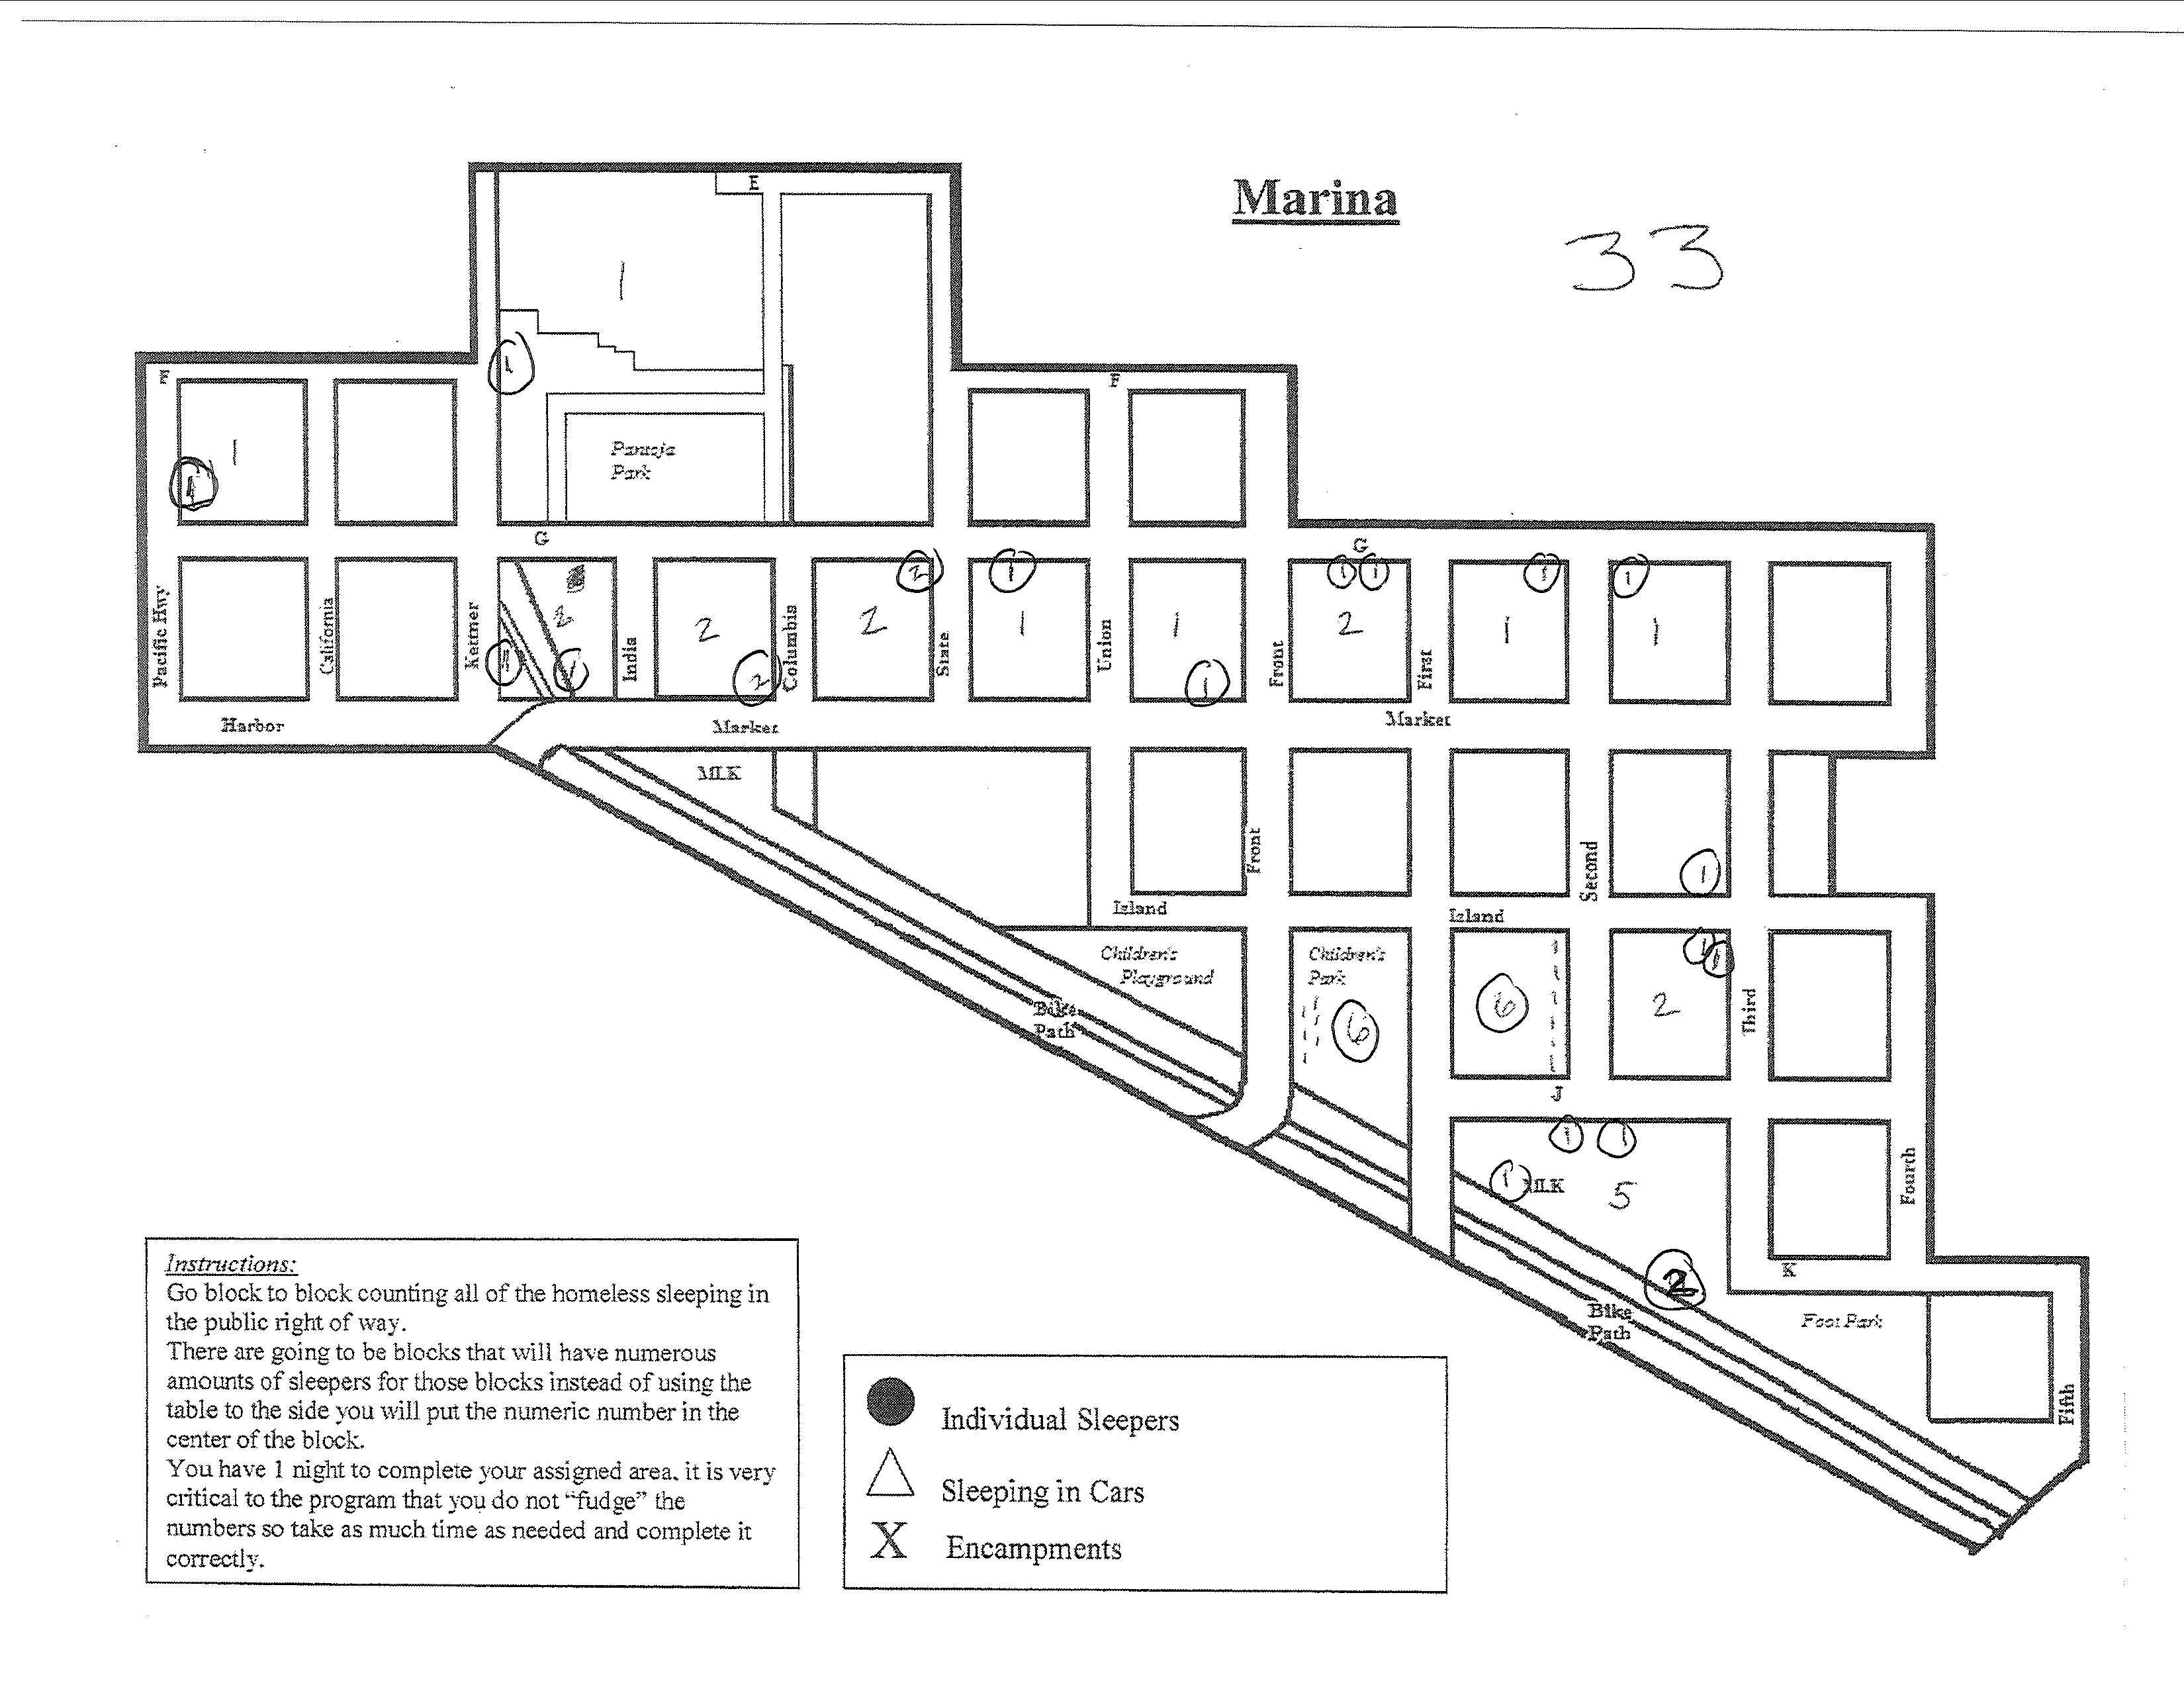 Marina
33
E
1
1
F
F
1
1
Pantoja
Park
G
G
2
1
1
1
1
1
2
2
2
1
1
2
1
1
1
1
2
1
Pacific Hwy
California
Kettner
India
Columbia
State
Union
Front
First
Harbor
Market
Market
MLK
Front
Second
1
Island
Island
Children's
Playground
Children's
Park
6
6
1
1
2
Third
Bike
Path
J
1
1
1
MLK
5
Fourth
2
K
Bike
Path
Foot Park
Fifth
Instructions:
Go block to block counting all of the homeless sleeping in
the public right of way.
There are going to be blocks that will have numerous
amounts of sleepers for those blocks instead of using the
table to the side you will put the numeric number in the
center of the block.
You have 1 night to complete your assigned area, it is very
critical to the program that you do not “fudge” the
numbers so take as much time as needed and complete it
correctly.
Individual Sleepers
Sleeping in Cars
X Encampments